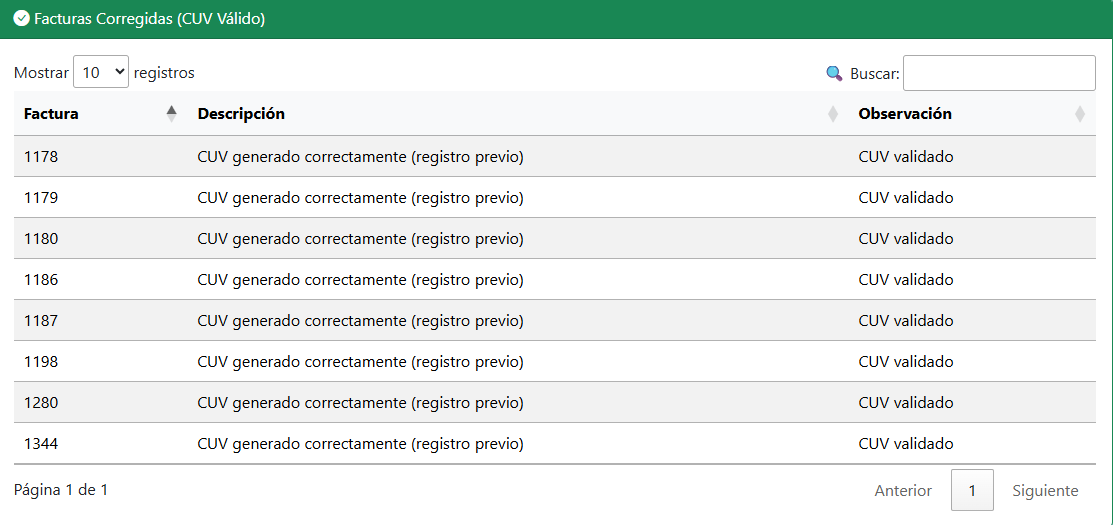 Facturas Corregidas (CUV Válido)
Mostrar 10 registros Buscar:
Factura Descripción Observación
1178 CUV generado correctamente (registro previo) CUV validado
1179 CUV generado correctamente (registro previo) CUV validado
1180 CUV generado correctamente (registro previo) CUV validado
1186 CUV generado correctamente (registro previo) CUV validado
1187 CUV generado correctamente (registro previo) CUV validado
1198 CUV generado correctamente (registro previo) CUV validado
1280 CUV generado correctamente (registro previo) CUV validado
1344 CUV generado correctamente (registro previo) CUV validado
Página 1 de 1 Anterior 1 Siguiente